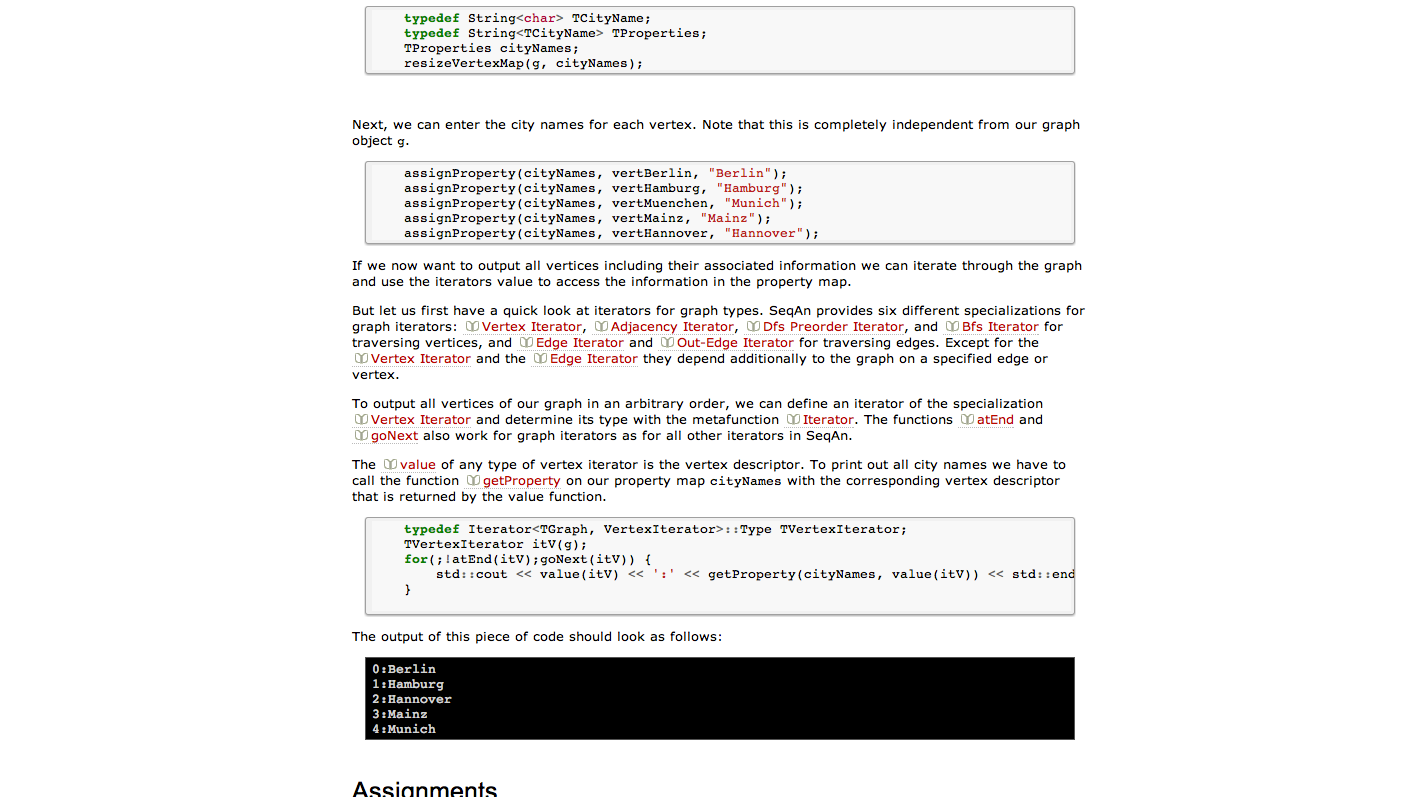 typedef String<char> TCityName;
typedef String<TCityName> TProperties;
TProperties cityNames;
resizeVertexMap(g, cityNames);
Next, we can enter the city names for each vertex. Note that this is completely independent from our graph
object g.
assignProperty(cityNames, vertBerlin, "Berlin");
assignProperty(cityNames, vertHamburg, "Hamburg");
assignProperty(cityNames, vertMuenchen, "Munich");
assignProperty(cityNames, vertMainz, "Mainz");
assignProperty(cityNames, vertHannover, "Hannover");
If we now want to output all vertices including their associated information we can iterate through the graph
and use the iterators value to access the information in the property map.
But let us first have a quick look at iterators for graph types. SeqAn provides six different specializations for
graph iterators: Vertex Iterator, Adjacency Iterator, Dfs Preorder Iterator, and Bfs Iterator for
traversing vertices, and Edge Iterator and Out-Edge Iterator for traversing edges. Except for the
Vertex Iterator and the Edge Iterator they depend additionally to the graph on a specified edge or
vertex.
To output all vertices of our graph in an arbitrary order, we can define an iterator of the specialization
Vertex Iterator and determine its type with the metafunction Iterator. The functions atEnd and
goNext also work for graph iterators as for all other iterators in SeqAn.
The value of any type of vertex iterator is the vertex descriptor. To print out all city names we have to
call the function getProperty on our property map cityNames with the corresponding vertex descriptor
that is returned by the value function.
typedef Iterator<TGraph, VertexIterator>::Type TVertexIterator;
TVertexIterator itV(g);
for(;!atEnd(itV);goNext(itV)) {
std::cout << value(itV) << ':' << getProperty(cityNames, value(itV)) << std::end
}
The output of this piece of code should look as follows:
0:Berlin
1:Hamburg
2:Hannover
3:Mainz
4:Munich
Assignments